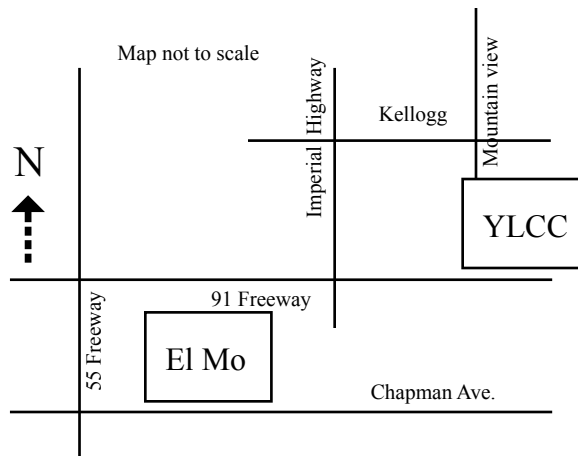 Map not to scale
Mountain view
Imperial Highway
Kellogg
N
YLCC
91 Freeway
55 Freeway
El Mo
Chapman Ave.